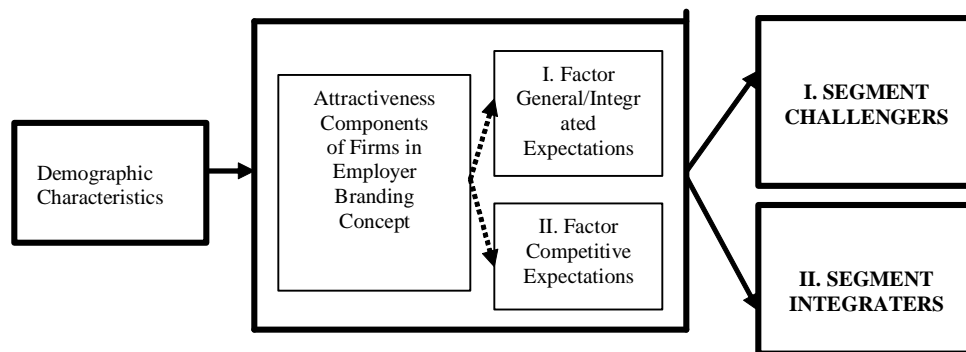 Demographic
Characteristics
Attractiveness
Components
of Firms in
Employer
Branding
Concept
I. Factor
General/Integr
ated
Expectations
II. Factor
Competitive
Expectations
I. SEGMENT
CHALLENGERS
II. SEGMENT
INTEGRATERS